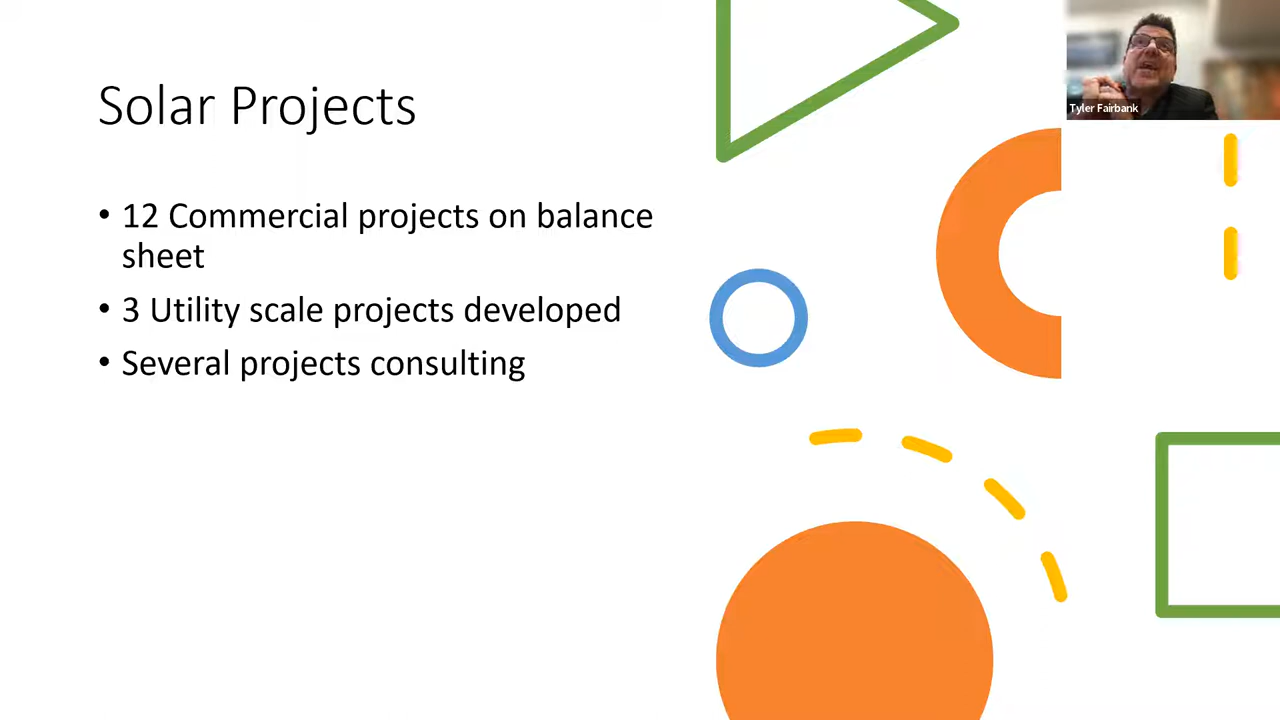 Solar Projects
• 12 Commercial projects on balance
sheet
• 3 Utility scale projects developed
• Several projects consulting
Tyler Fairbank